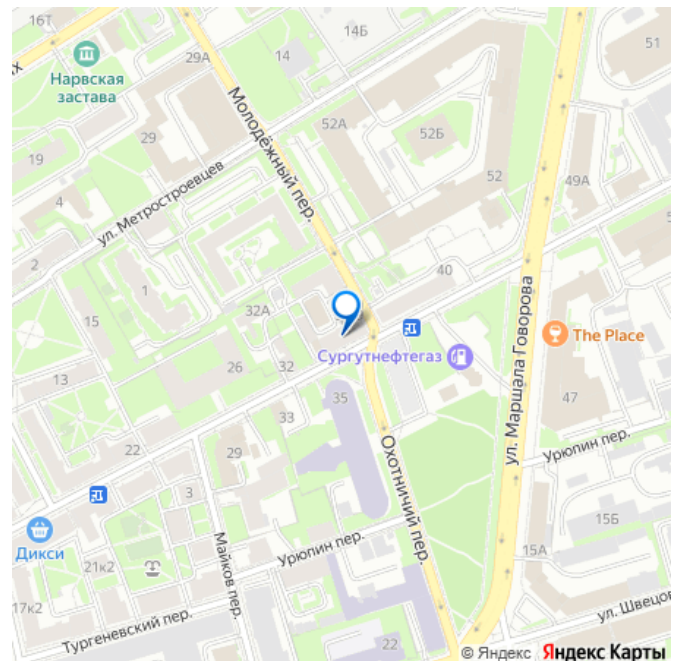 16Т
14Б
51
29А
14
Нарвская
застава
52А
52Б
29
Молодёжный пер.
19
52
49А
4
ул. Метростроевцев
2
40
1
32А
15
The Place
Сургутнефтегаз
ул. Маршала Говорова
26
32
13
35
47
33
22
29
Урюпин пер.
3
Охотничий пер.
15Б
Дикси
Майков пер.
Урюпин пер.
15А
21к2
17к2
ул. Швецов
Тургеневский пер.
22
© Яндекс Яндекс Карты